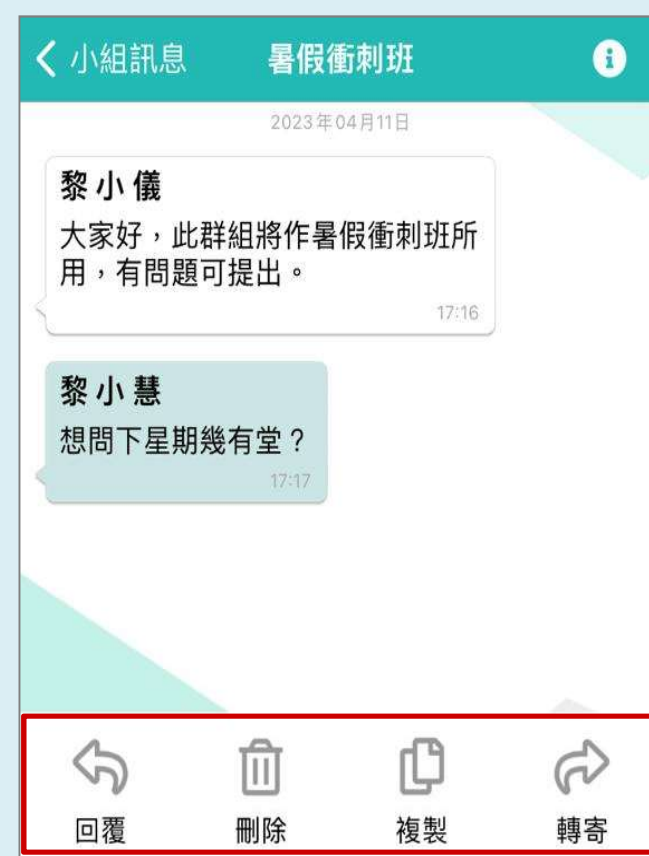 小組訊息 暑假衝刺班
2023年04月11日
黎小儀
大家好，此群組將作暑假衝刺班所
用，有問題可提出。
17:16
黎小慧
想問下星期幾有堂？
17:17
回覆 刪除 複製 轉寄